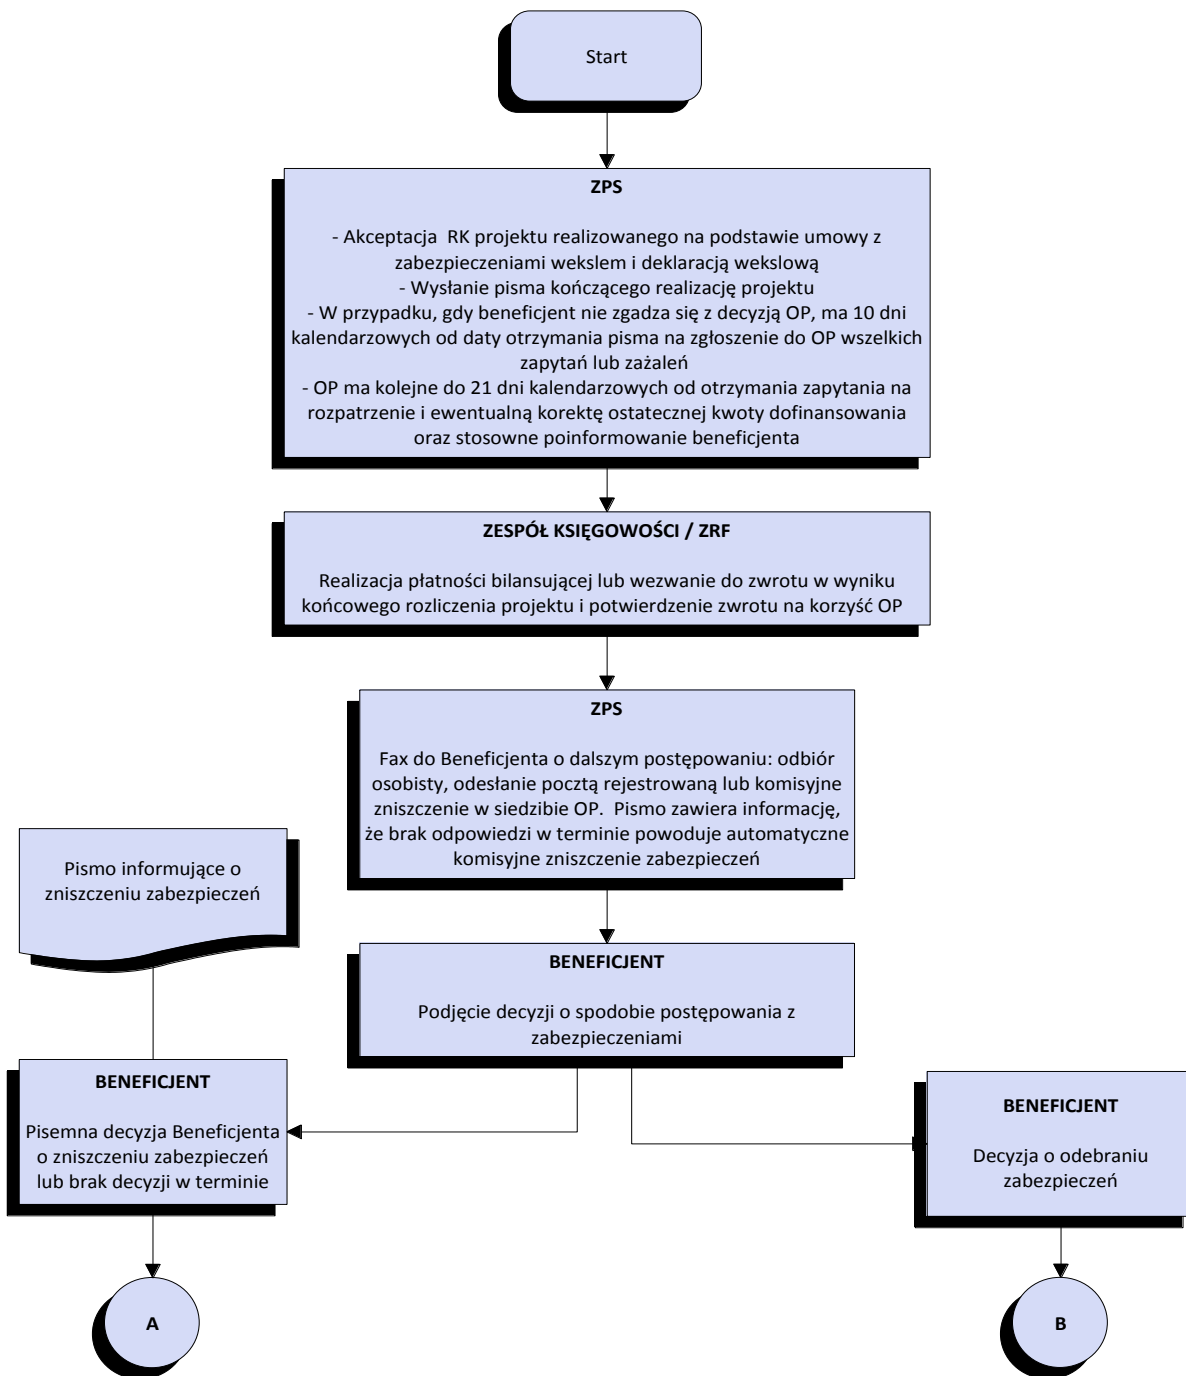 Start
ZPS
- Akceptacja RK projektu realizowanego na podstawie umowy z
zabezpieczeniami wekslem i deklaracją wekslową
- Wysłanie pisma kończącego realizację projektu
- W przypadku, gdy beneficjent nie zgadza się z decyzją OP, ma 10 dni
kalendarzowych od daty otrzymania pisma na zgłoszenie do OP wszelkich
zapytań lub zażaleń
- OP ma kolejne do 21 dni kalendarzowych od otrzymania zapytania na
rozpatrzenie i ewentualną korektę ostatecznej kwoty dofinansowania
oraz stosowne poinformowanie beneficjenta
ZESPÓŁ KSIĘGOWOŚCI / ZRF
Realizacja płatności bilansującej lub wezwanie do zwrotu w wyniku
końcowego rozliczenia projektu i potwierdzenie zwrotu na korzyść OP
ZPS
Fax do Beneficjenta o dalszym postępowaniu: odbiór
osobisty, odesłanie pocztą rejestrowaną lub komisyjne
zniszczenie w siedzibie OP. Pismo zawiera informację,
że brak odpowiedzi w terminie powoduje automatyczne
komisyjne zniszczenie zabezpieczeń
Pismo informujące o
zniszczeniu zabezpieczeń
BENEFICJENT
Podjęcie decyzji o spodobie postępowania z
zabezpieczeniami
BENEFICJENT
Pisemna decyzja Beneficjenta
o zniszczeniu zabezpieczeń
lub brak decyzji w terminie
BENEFICJENT
Decyzja o odebraniu
zabezpieczeń
A
B